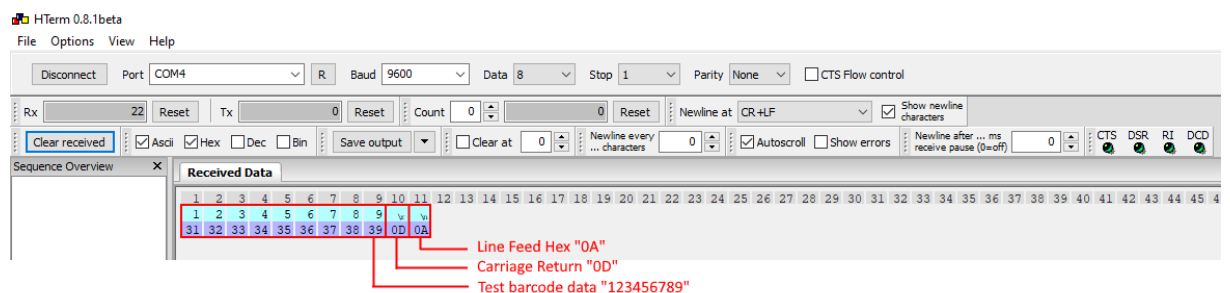 HTerm 0.8.1beta
File Options View Help
Disconnect Port COM4 R Baud 9600 Data 8 Stop 1 Parity None CTS Flow control
Rx 22 Reset Tx 0 Reset Count 0 0 Reset Newline at CR+LF Show newline characters
Clear received Ascii Hex Dec Bin Save output Clear at 0 Newline every ... characters 0 Autoscroll Show errors Newline after ... ms receive pause (0=off) 0 CTS DSR RI DCD
Sequence Overview X Received Data
1 2 3 4 5 6 7 8 9 10 11 12 13 14 15 16 17 18 19 20 21 22 23 24 25 26 27 28 29 30 31 32 33 34 35 36 37 38 39 40 41 42 43 44 45 4
1 2 3 4 5 6 7 8 9 \r \n
31 32 33 34 35 36 37 38 39 0D 0A
Line Feed Hex "0A"
Carriage Return "0D"
Test barcode data "123456789"